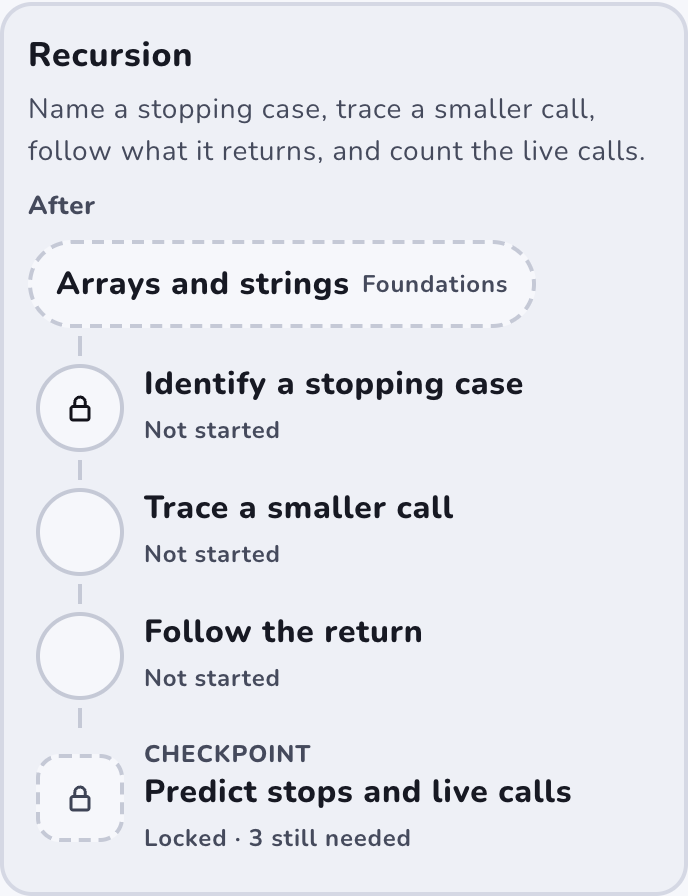 Recursion
Name a stopping case, trace a smaller call,
follow what it returns, and count the live calls.
After
Arrays and strings Foundations
Identify a stopping case
Not started
Trace a smaller call
Not started
Follow the return
Not started
CHECKPOINT
Predict stops and live calls
Locked · 3 still needed